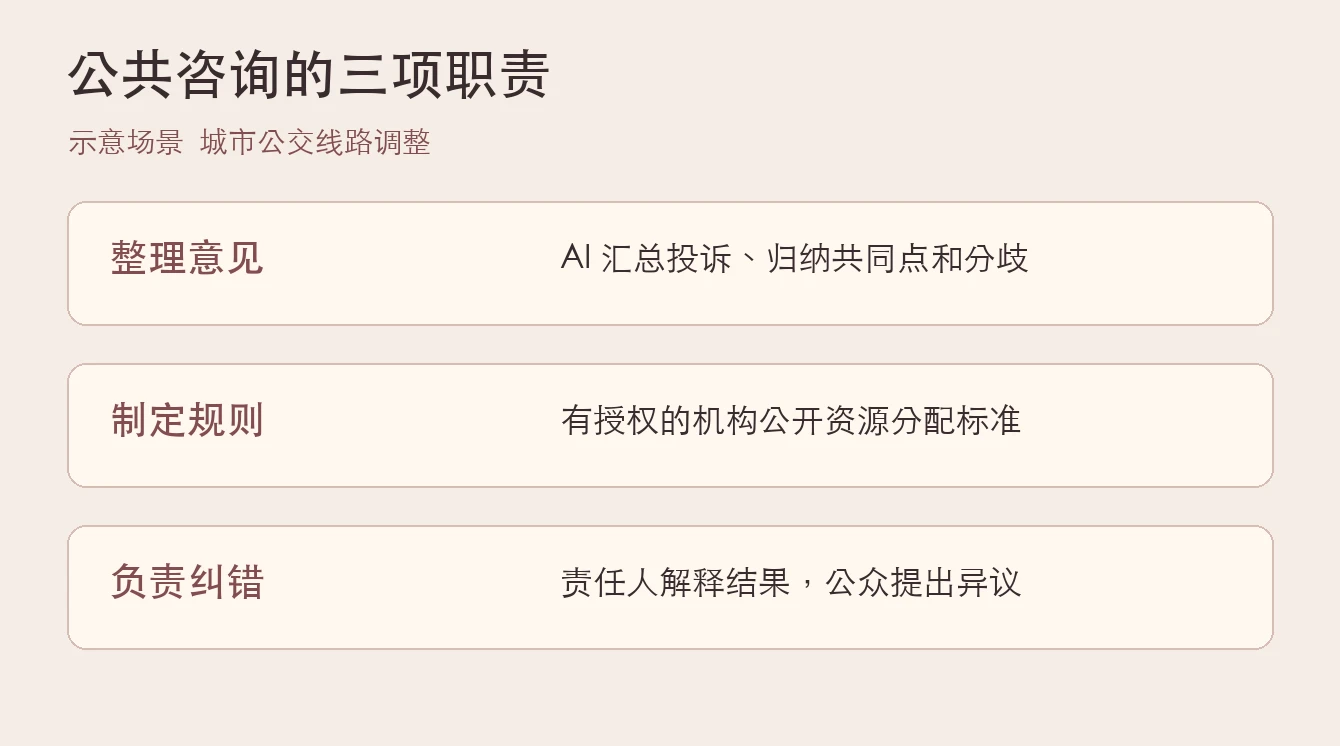 公共咨询的三项职责
示意场景 城市公交线路调整
整理意见 AI 汇总投诉、归纳共同点和分歧
制定规则 有授权的机构公开资源分配标准
负责纠错 责任人解释结果，公众提出异议